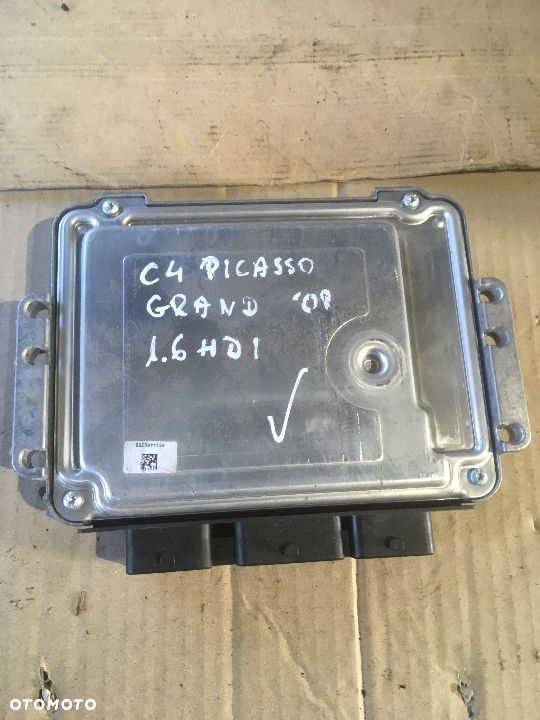 C4 PICASSO
GRAND '08
1.6 HDI
OTOMOTO